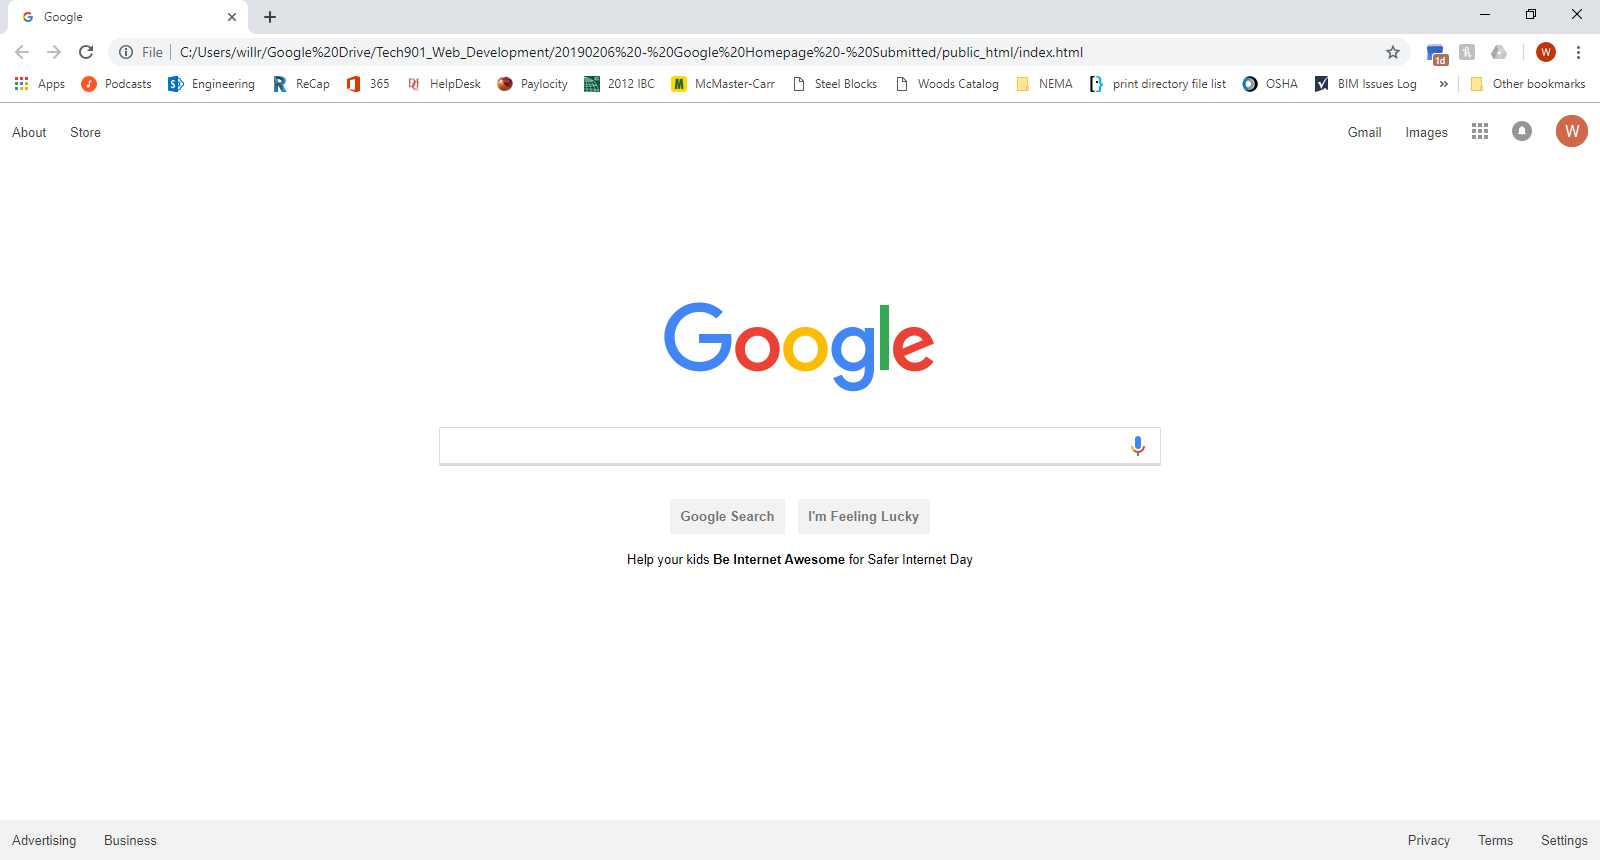 Google
File C:/Users/willr/Google%20Drive/Tech901_Web_Development/20190206%20-%20Google%20Homepage%20-%20Submitted/public_html/index.html 1d W
Apps Podcasts Engineering ReCap 365 HelpDesk Paylocity 2012 IBC McMaster-Carr Steel Blocks Woods Catalog NEMA print directory file list OSHA BIM Issues Log » Other bookmarks
About Store Gmail Images W
Google
Google Search I'm Feeling Lucky
Help your kids Be Internet Awesome for Safer Internet Day
Advertising Business Privacy Terms Settings